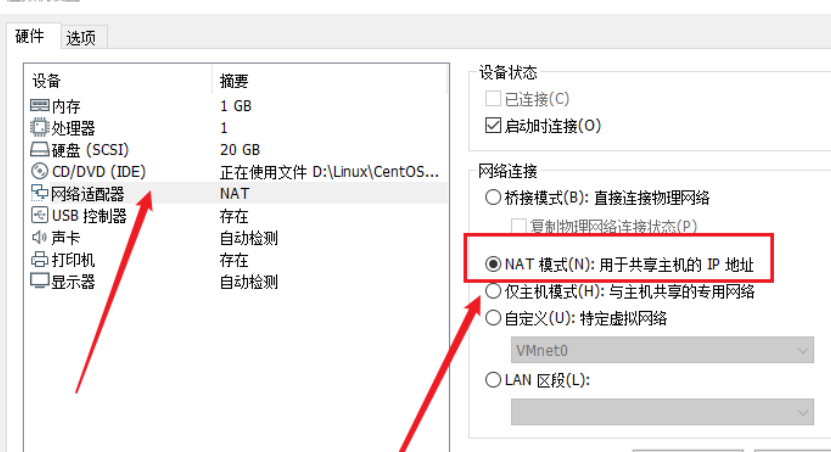 硬件 选项
设备 摘要
内存 1 GB
处理器 1
硬盘 (SCSI) 20 GB
CD/DVD (IDE) 正在使用文件 D:\Linux\CentOS...
网络适配器 NAT
USB 控制器 存在
声卡 自动检测
打印机 存在
显示器 自动检测
设备状态
已连接(C)
启动时连接(O)
网络连接
桥接模式(B): 直接连接物理网络
复制物理网络连接状态(P)
NAT 模式(N): 用于共享主机的 IP 地址
仅主机模式(H): 与主机共享的专用网络
自定义(U): 特定虚拟网络
VMnet0
LAN 区段(L):